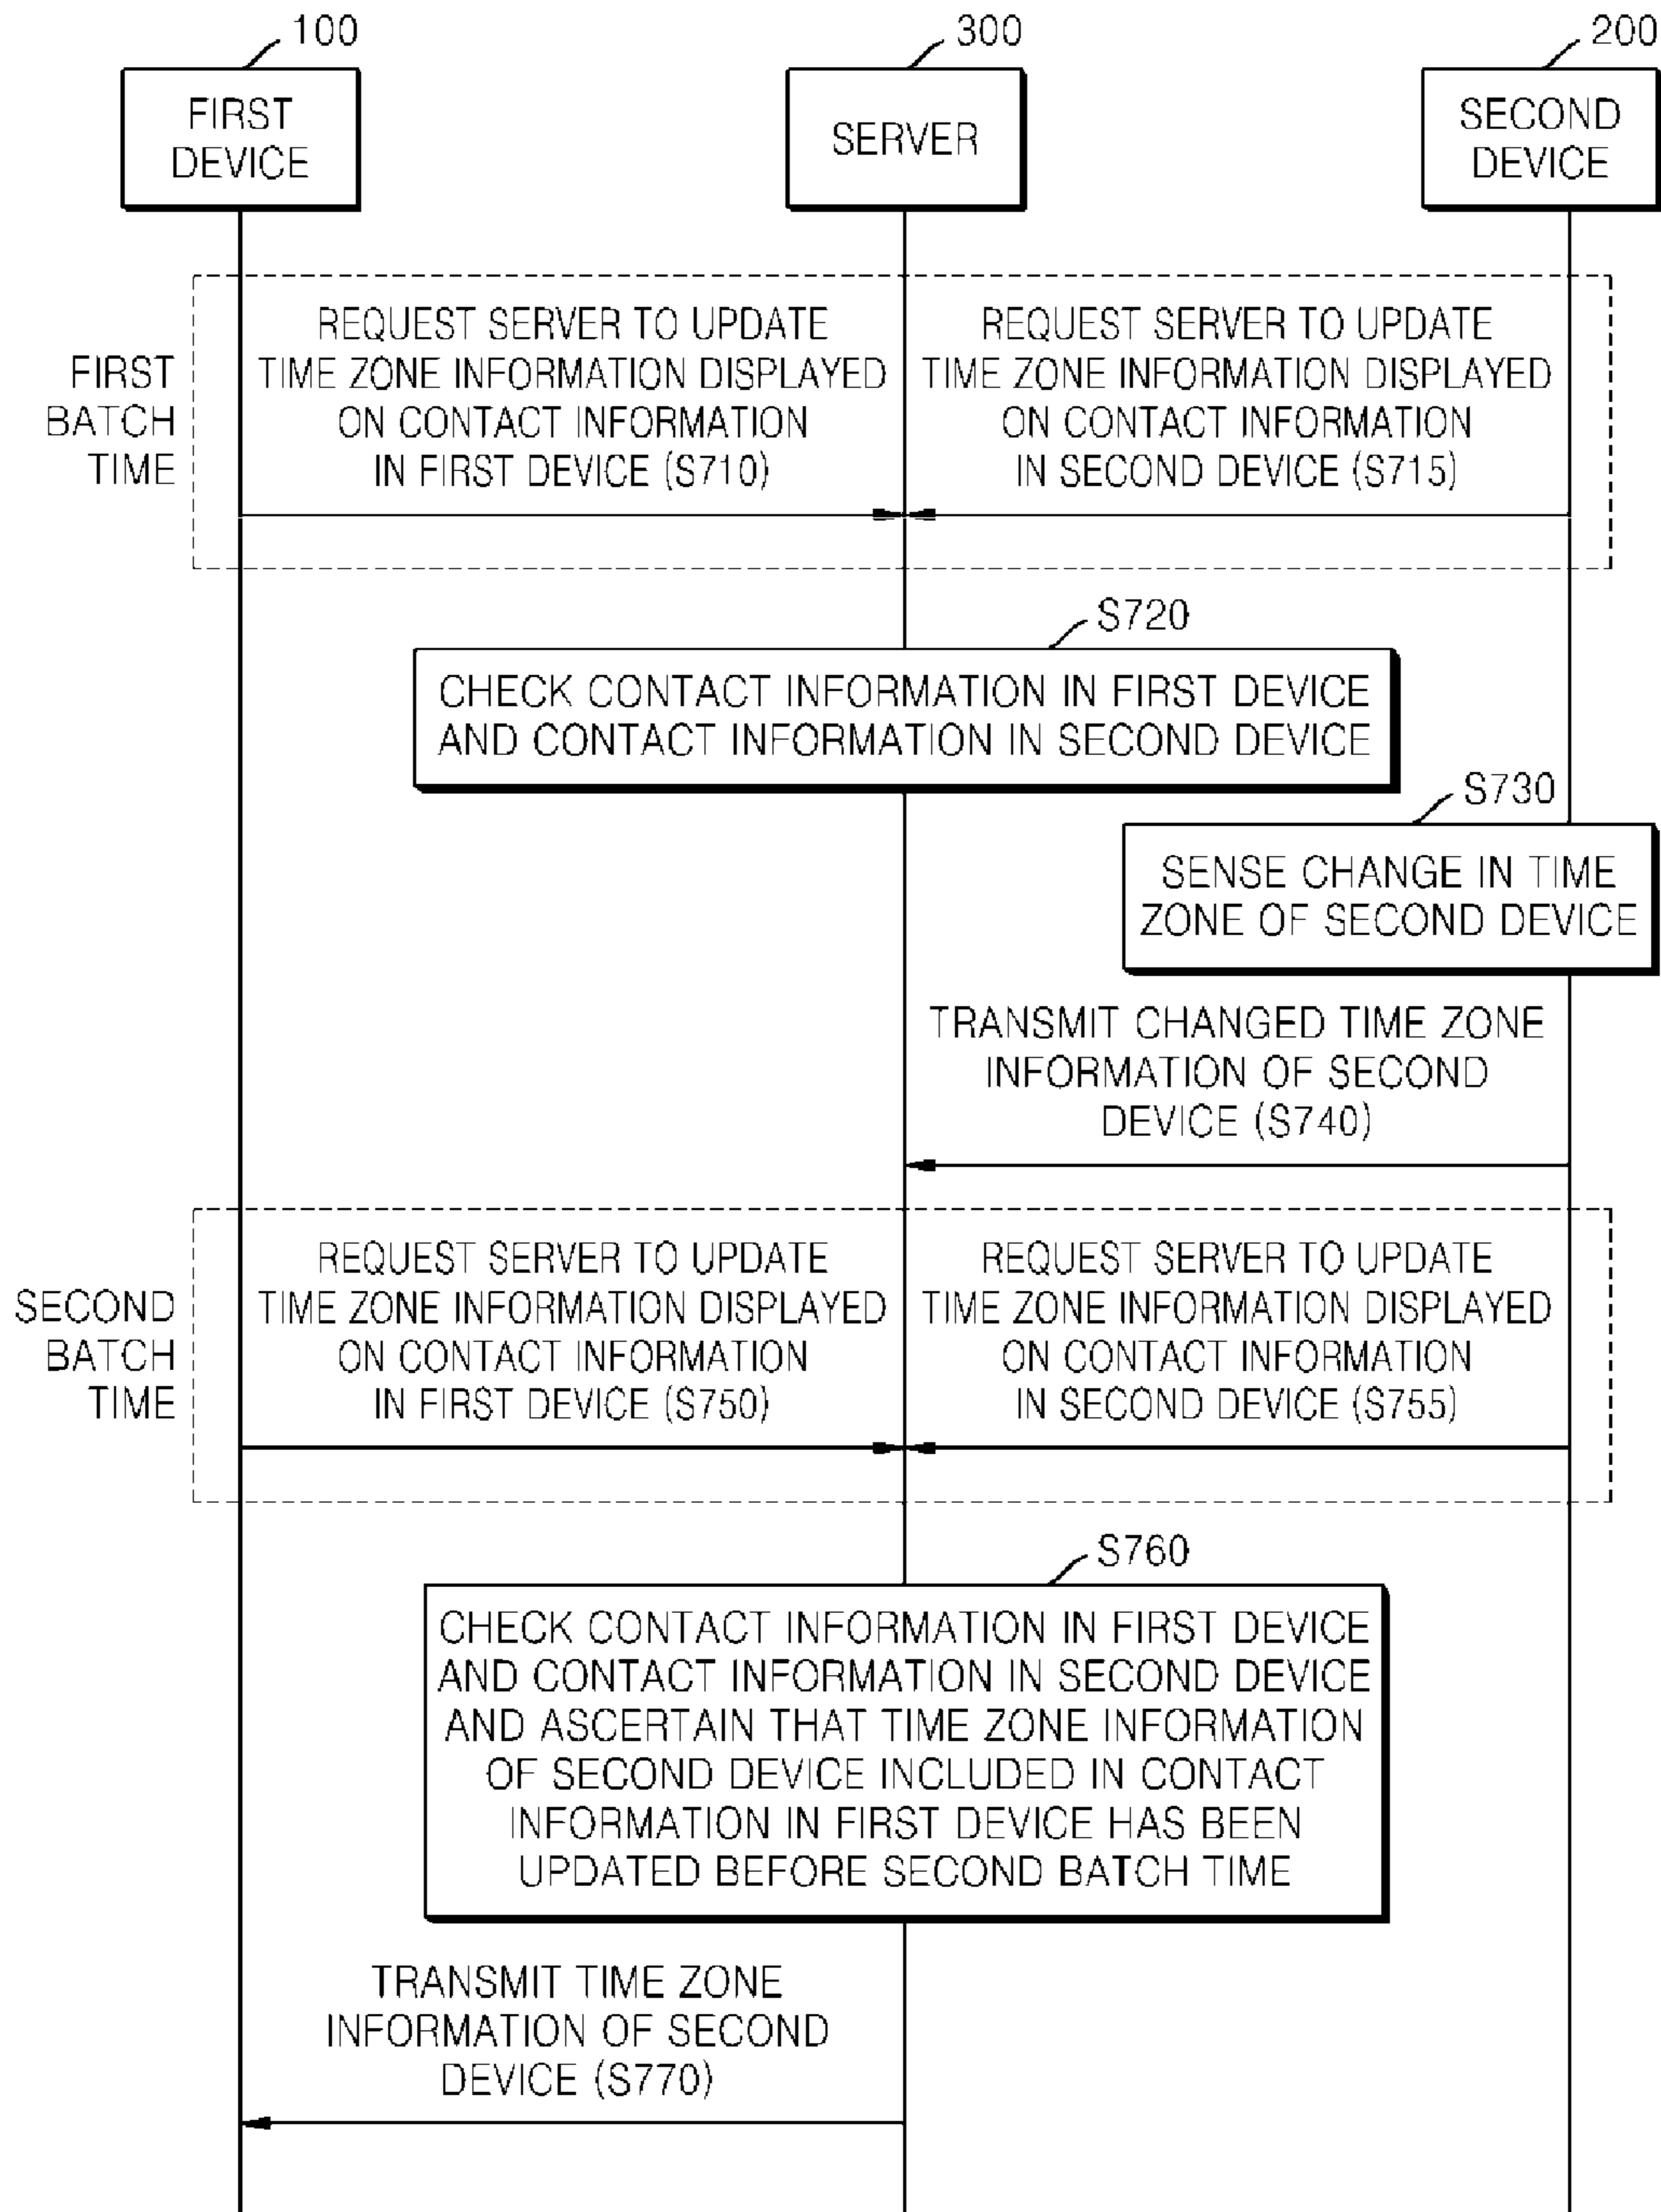 100
300
200
FIRST
DEVICE
SERVER
SECOND
DEVICE
FIRST
BATCH
TIME
REQUEST SERVER TO UPDATE
TIME ZONE INFORMATION DISPLAYED
ON CONTACT INFORMATION
IN FIRST DEVICE (S710)
REQUEST SERVER TO UPDATE
TIME ZONE INFORMATION DISPLAYED
ON CONTACT INFORMATION
IN SECOND DEVICE (S715)
S720
CHECK CONTACT INFORMATION IN FIRST DEVICE
AND CONTACT INFORMATION IN SECOND DEVICE
S730
SENSE CHANGE IN TIME
ZONE OF SECOND DEVICE
TRANSMIT CHANGED TIME ZONE
INFORMATION OF SECOND
DEVICE (S740)
SECOND
BATCH
TIME
REQUEST SERVER TO UPDATE
TIME ZONE INFORMATION DISPLAYED
ON CONTACT INFORMATION
IN FIRST DEVICE (S750)
REQUEST SERVER TO UPDATE
TIME ZONE INFORMATION DISPLAYED
ON CONTACT INFORMATION
IN SECOND DEVICE (S755)
S760
CHECK CONTACT INFORMATION IN FIRST DEVICE
AND CONTACT INFORMATION IN SECOND DEVICE
AND ASCERTAIN THAT TIME ZONE INFORMATION
OF SECOND DEVICE INCLUDED IN CONTACT
INFORMATION IN FIRST DEVICE HAS BEEN
UPDATED BEFORE SECOND BATCH TIME
TRANSMIT TIME ZONE
INFORMATION OF SECOND
DEVICE (S770)